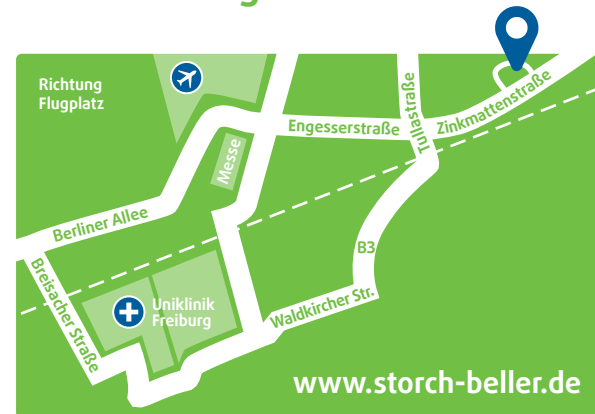 Richtung
Flugplatz
Engesserstraße
Tullastraße
Zinkmattenstraße
Messe
Berliner Allee
Breisacher Straße
B3
Uniklinik
Freiburg
Waldkircher Str.
www.storch-beller.de